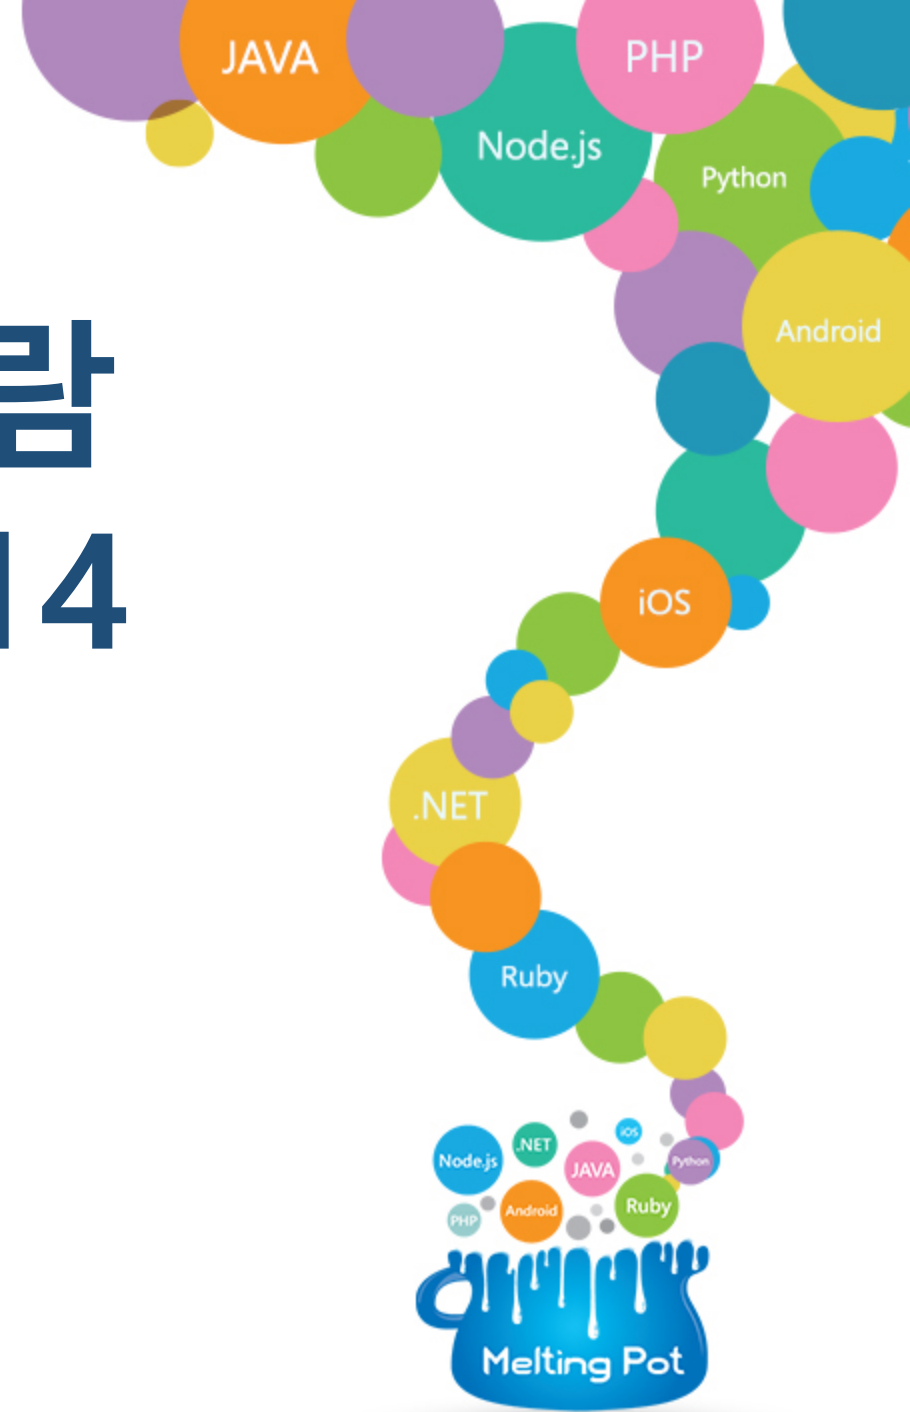 JAVA
PHP
Node.js
Python
Android
람
4
iOS
.NET
Ruby
iOS
.NET
Node.js
JAVA
Python
Ruby
Android
PHP
Melting Pot